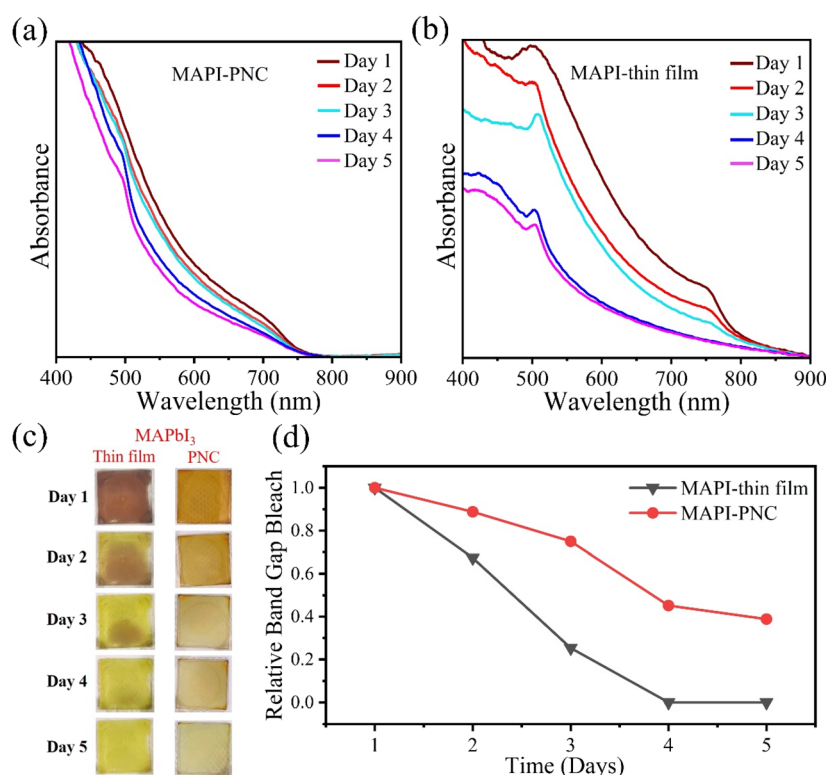 (a)
MAPI-PNC
Day 1
Day 2
Day 3
Day 4
Day 5
Absorbance
400 500 600 700 800 900
Wavelength (nm)
(b)
MAPI-thin film
Day 1
Day 2
Day 3
Day 4
Day 5
Absorbance
400 500 600 700 800 900
Wavelength (nm)
(c)
MAPbI₃
Thin film PNC
Day 1
Day 2
Day 3
Day 4
Day 5
(d)
MAPI-thin film
MAPI-PNC
Relative Band Gap Bleach
1.0
0.8
0.6
0.4
0.2
0.0
1 2 3 4 5
Time (Days)